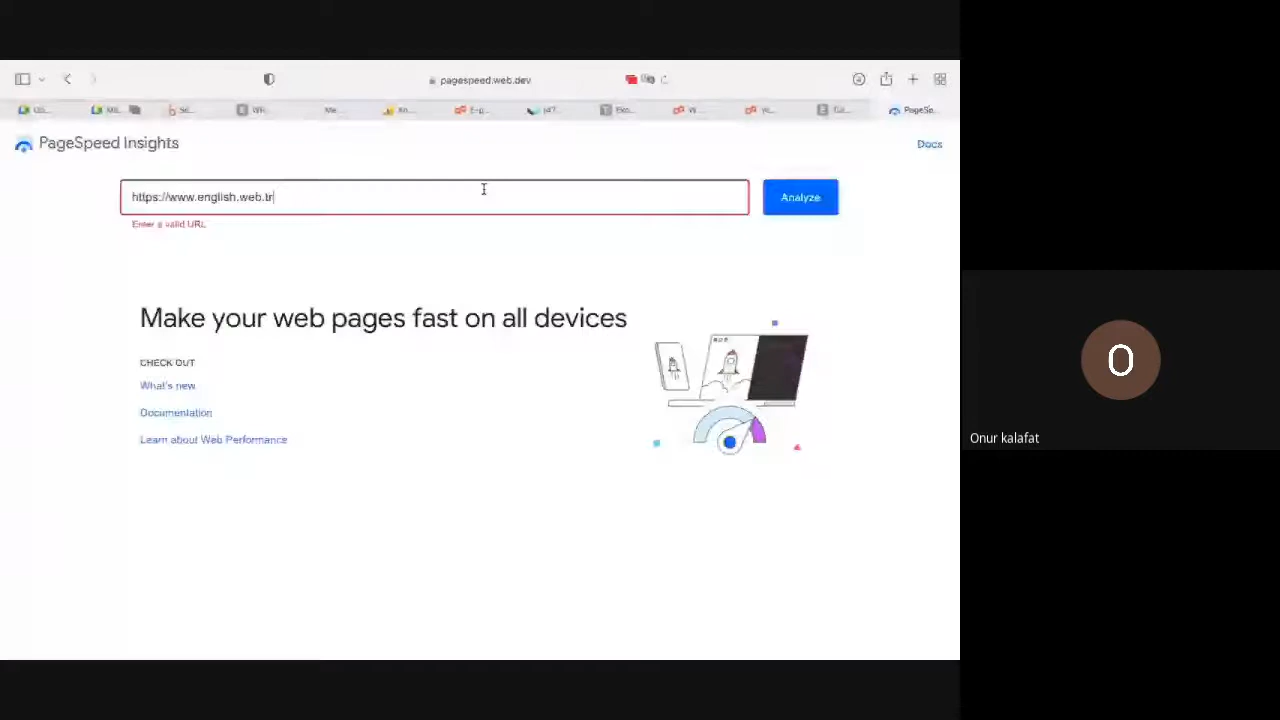 pagespeed.web.dev
PageSpeed Insights
Docs
https://www.english.web.tr
Analyze
Enter a valid URL
Make your web pages fast on all devices
CHECK OUT
What's new
Documentation
Learn about Web Performance
O
Onur kalafat
PageSp...